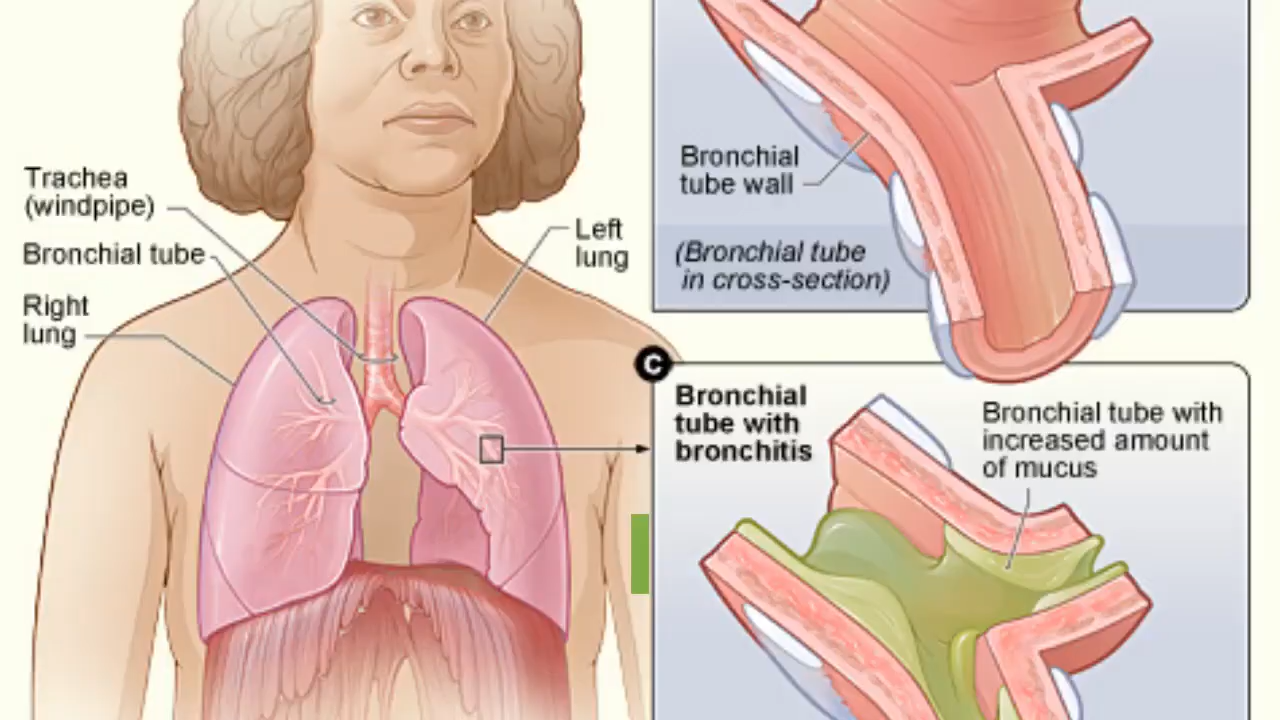 Trachea
(windpipe)
Bronchial tube
Right
lung
Left
lung
Bronchial
tube wall
(Bronchial tube
in cross-section)
C
Bronchial
tube with
bronchitis
Bronchial tube with
increased amount
of mucus